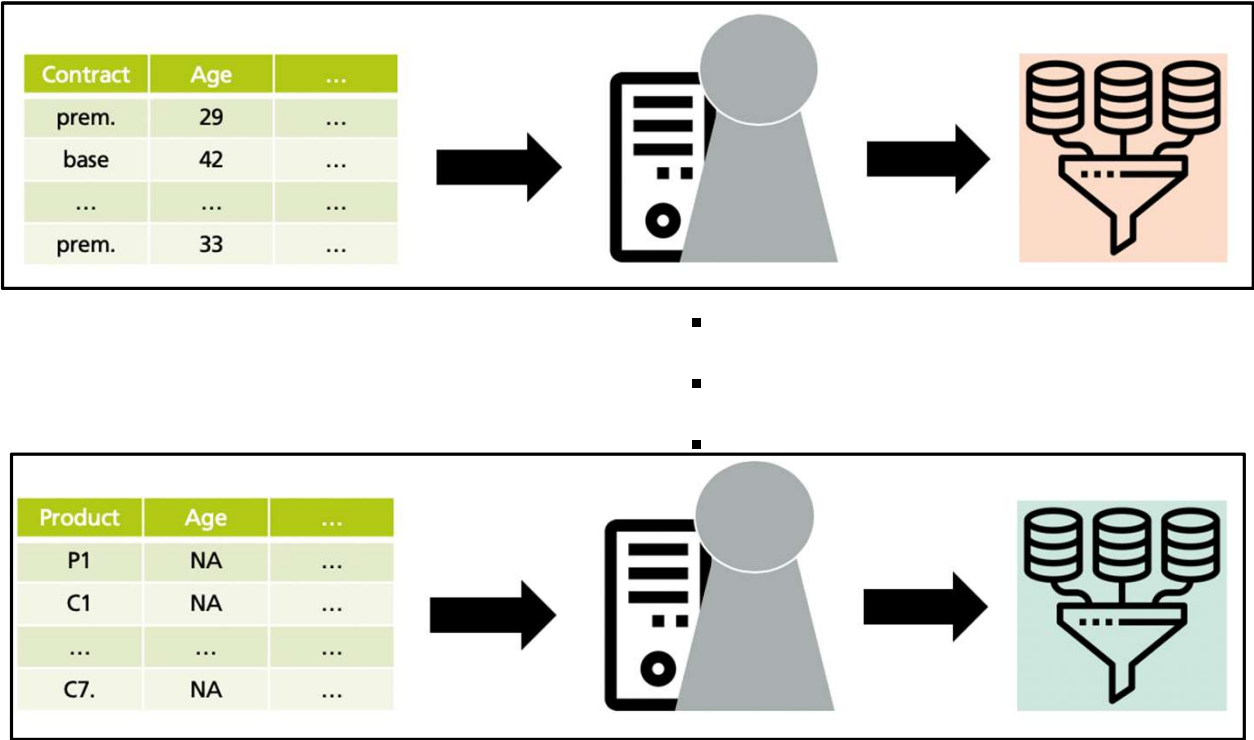 Contract Age ...
prem. 29 ...
base 42 ...
... ... ...
prem. 33 ...
Product Age ...
P1 NA ...
C1 NA ...
... ... ...
C7. NA ...